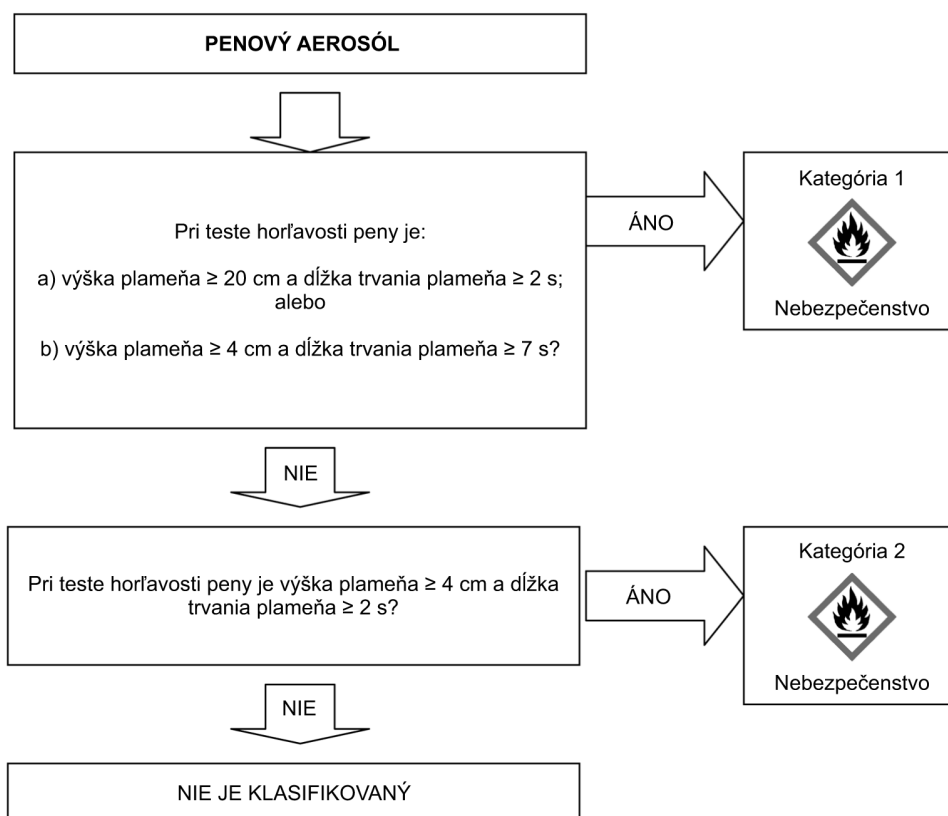 PENOVÝ AEROSÓL
Pri teste horľavosti peny je:
a) výška plameňa ≥ 20 cm a dĺžka trvania plameňa ≥ 2 s;
alebo
b) výška plameňa ≥ 4 cm a dĺžka trvania plameňa ≥ 7 s?
ÁNO
Kategória 1
Nebezpečenstvo
NIE
Pri teste horľavosti peny je výška plameňa ≥ 4 cm a dĺžka
trvania plameňa ≥ 2 s?
ÁNO
Kategória 2
Nebezpečenstvo
NIE
NIE JE KLASIFIKOVANÝ